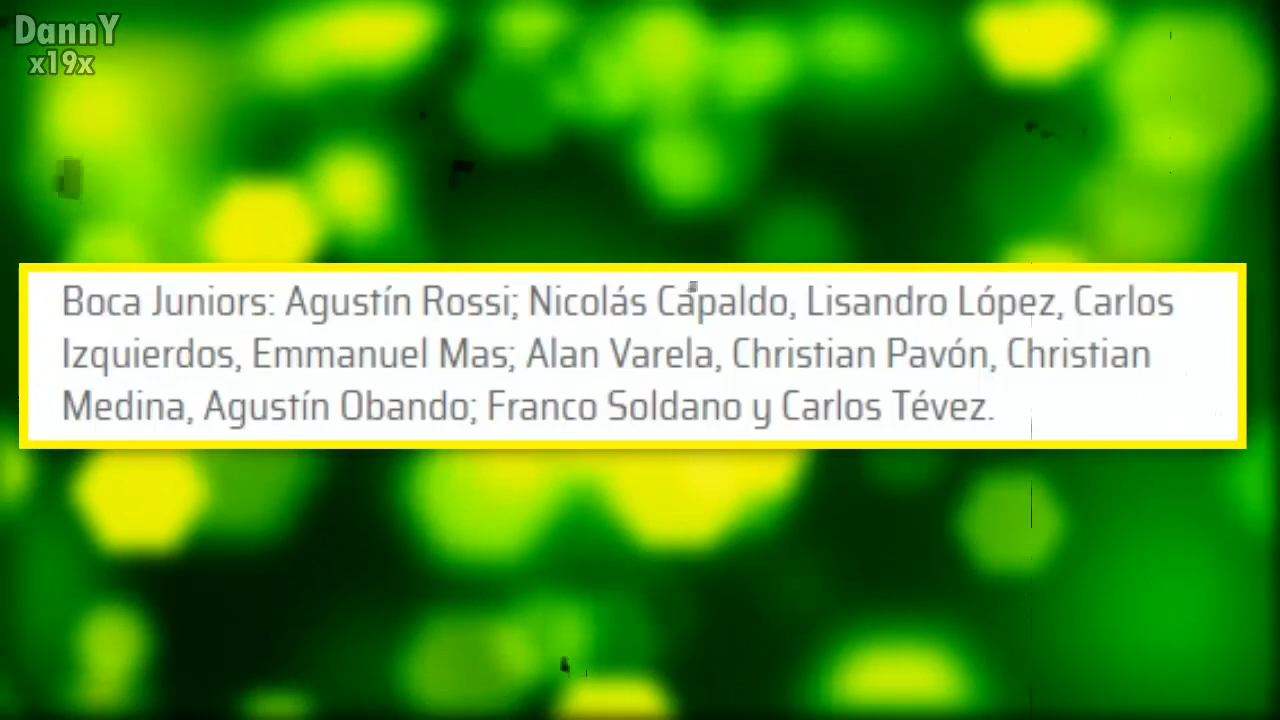 DannY
x19x
Boca Juniors: Agustín Rossi; Nicolás Capaldo, Lisandro López, Carlos
Izquierdos, Emmanuel Mas; Alan Varela, Christian Pavón, Christian
Medina, Agustín Obando; Franco Soldano y Carlos Tévez.